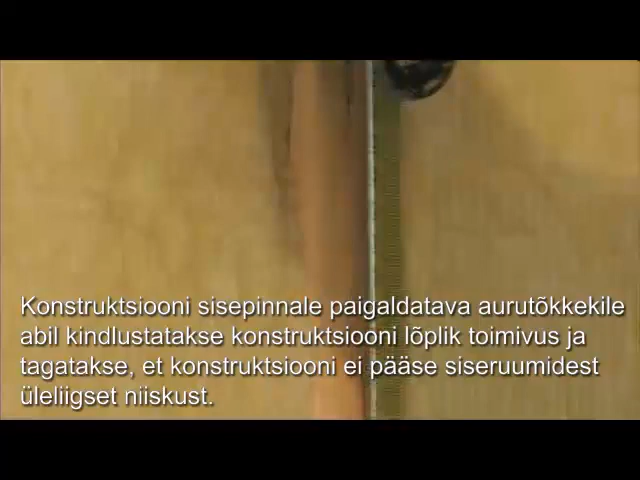 Konstruktsiooni sisepinnale paigaldatava aurutõkkekile
abil kindlustatakse konstruktsiooni lõplik toimivus ja
tagatakse, et konstruktsiooni ei pääse siseruumidest
üleliigset niiskust.